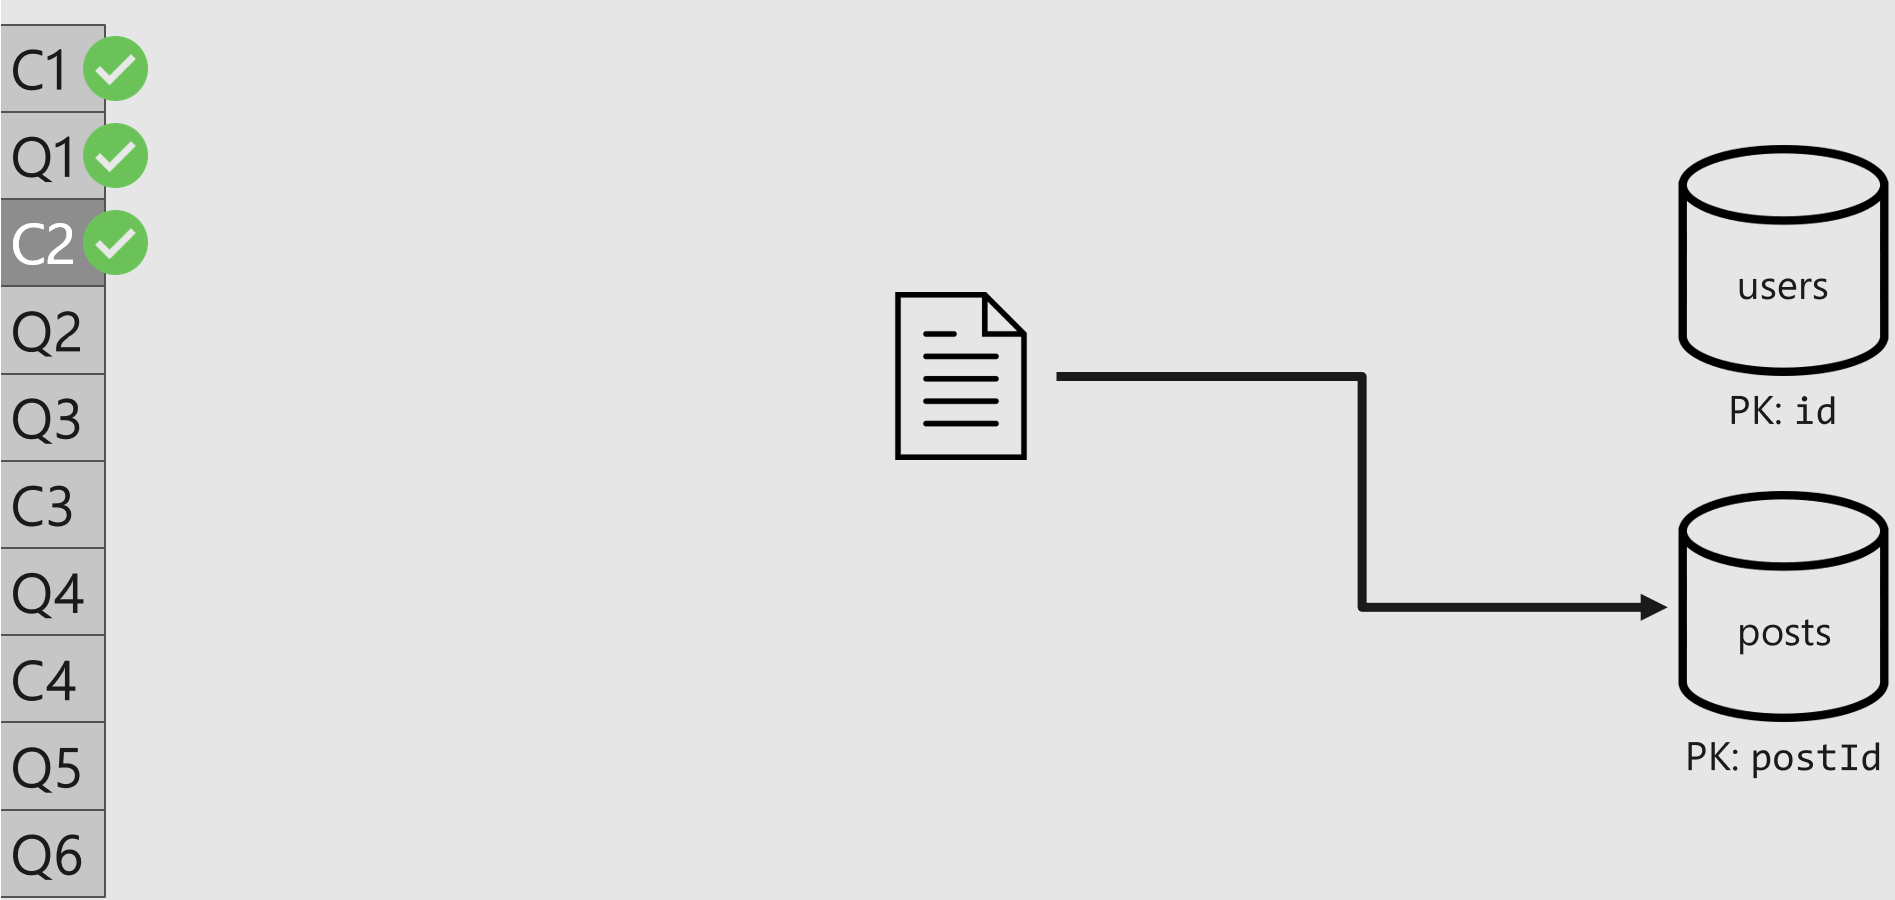 C1
Q1
C2
Q2
Q3
C3
Q4
C4
Q5
Q6
users
PK: id
posts
PK: postId